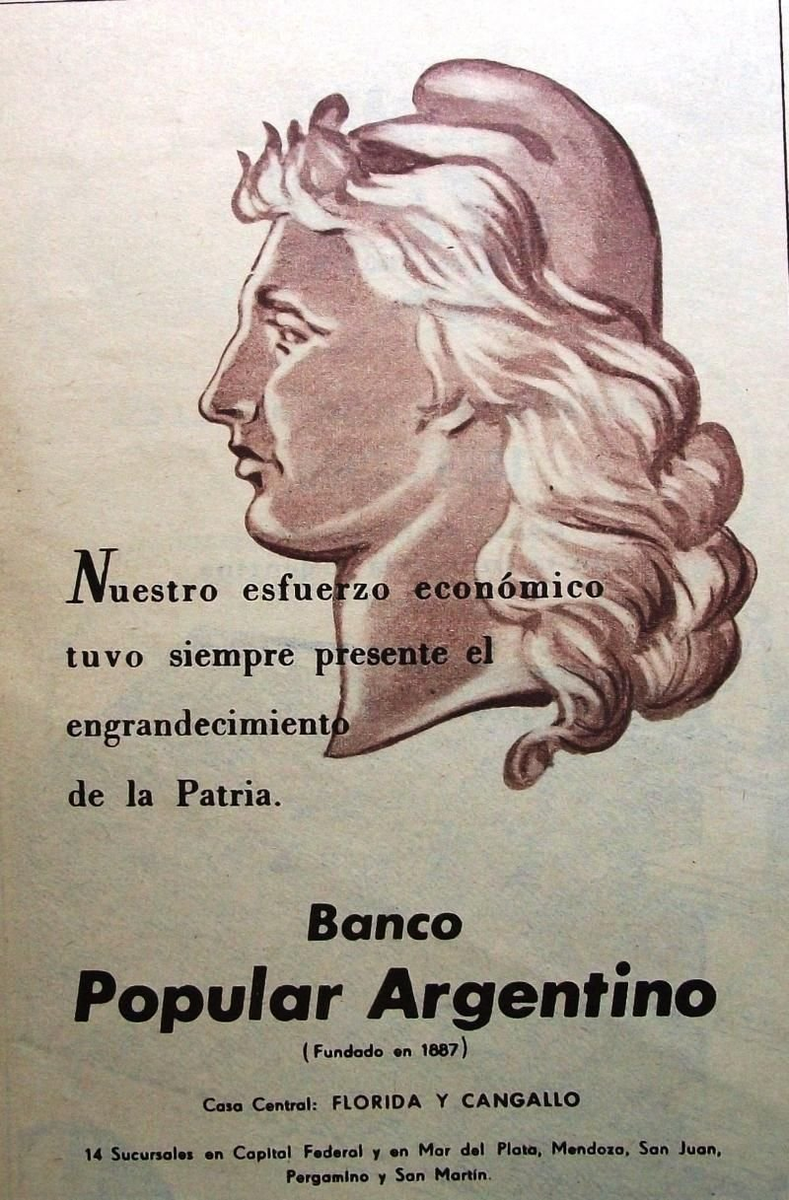 Nuestro esfuerzo económico
tuvo siempre presente el
engrandecimiento
de la Patria.
Banco
Popular Argentino
(Fundado en 1887)
Casa Central: FLORIDA Y CANGALLO
14 Sucursales en Capital Federal y en Mar del Plata, Mendoza, San Juan,
Pergamino y San Martín.